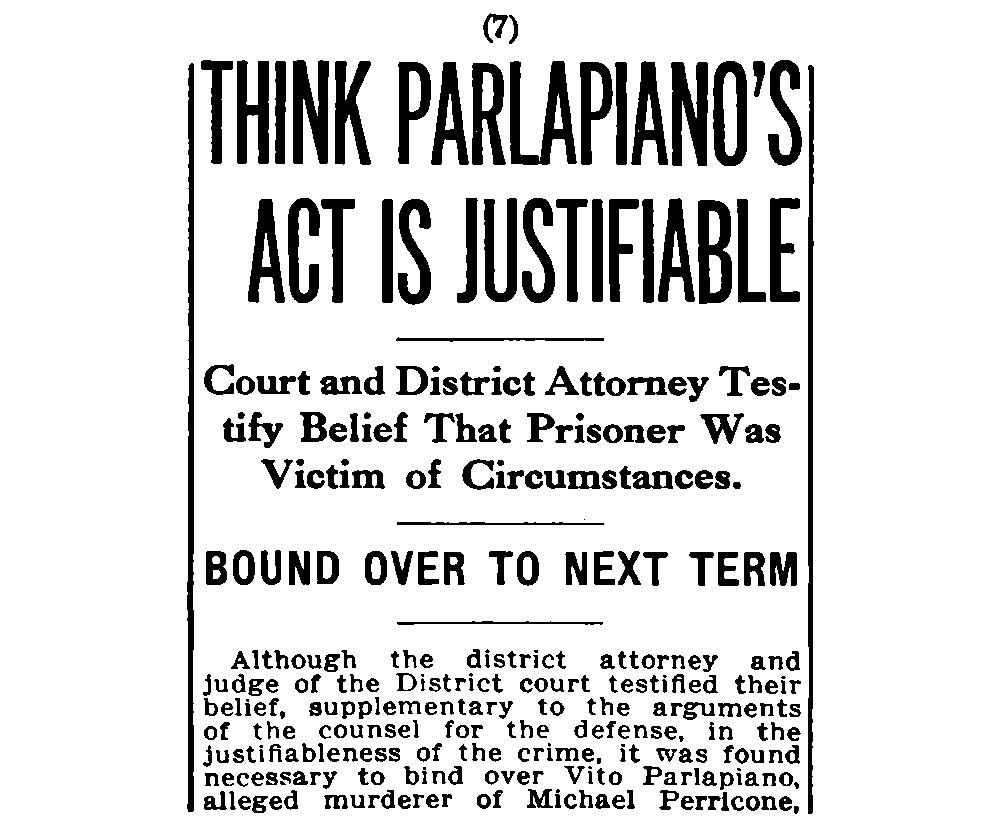 (7)
THINK PARLAPIANO'S
ACT IS JUSTIFIABLE
Court and District Attorney Tes-
tify Belief That Prisoner Was
Victim of Circumstances.
BOUND OVER TO NEXT TERM
Although the district attorney and
judge of the District court testified their
belief, supplementary to the arguments
of the counsel for the defense, in the
justifiableness of the crime, it was found
necessary to bind over Vito Parlapiano,
alleged murderer of Michael Perricone,